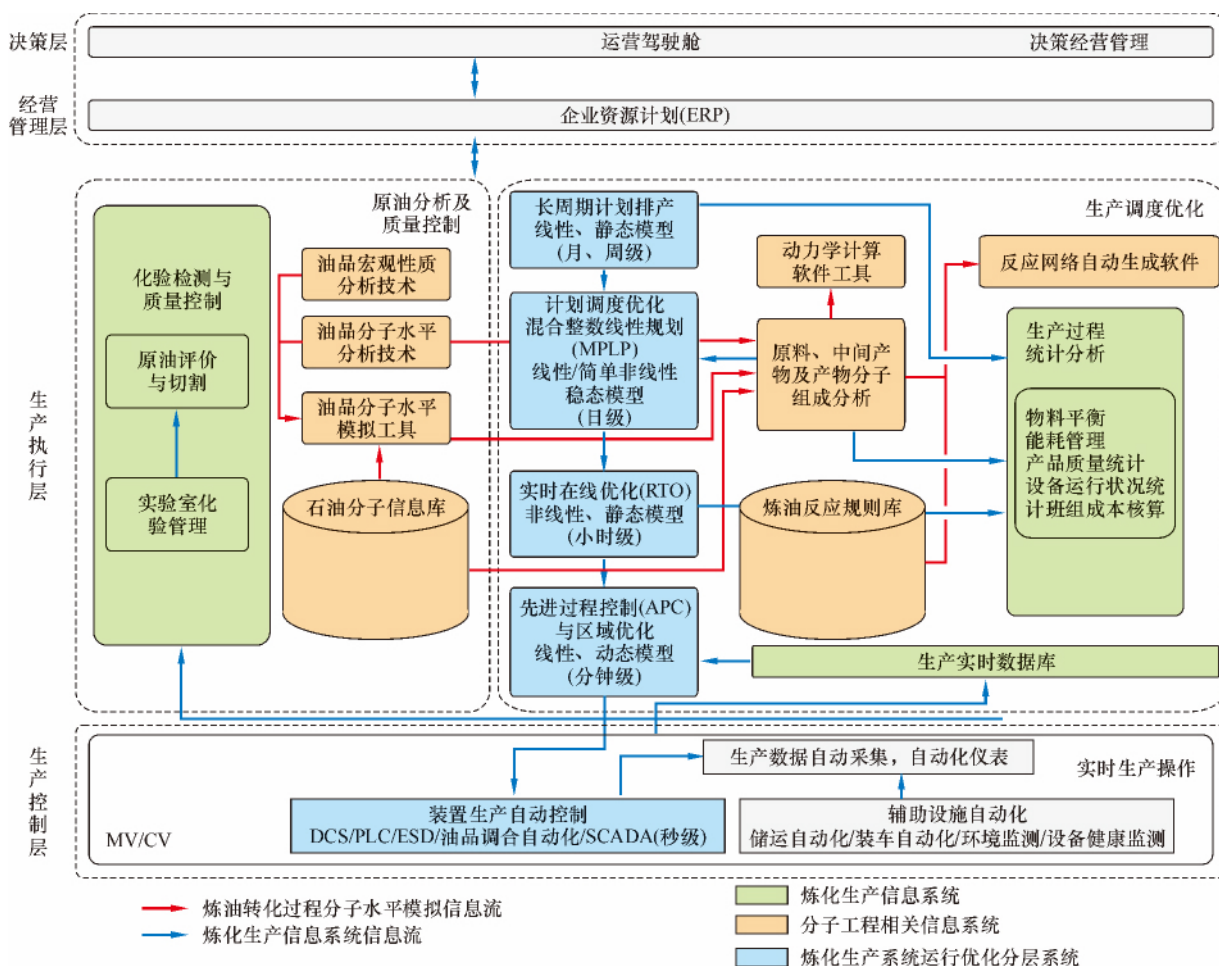 决策层
运营驾驶舱
决策经营管理
经营
管理层
企业资源计划(ERP)
生产执行层
原油分析及
质量控制
化验检测与
质量控制
原油评价
与切割
实验室化
验管理
油品宏观性质
分析技术
油品分子水平
分析技术
油品分子水平
模拟工具
石油分子信息库
生产调度优化
长周期计划排产
线性、静态模型
(月、周级)
计划调度优化
混合整数线性规划
(MPLP)
线性/简单非线性
稳态模型
(日级)
实时在线优化(RTO)
非线性、静态模型
(小时级)
先进过程控制(APC)
与区域优化
线性、动态模型
(分钟级)
动力学计算
软件工具
原料、中间产
物及产物分子
组成分析
炼油反应规则库
反应网络自动生成软件
生产过程
统计分析
物料平衡
能耗管理
产品质量统计
设备运行状况统
计班组成本核算
生产实时数据库
生产控制层
生产数据自动采集，自动化仪表
实时生产操作
MV/CV
装置生产自动控制
DCS/PLC/ESD/油品调合自动化/SCADA(秒级)
辅助设施自动化
储运自动化/装车自动化/环境监测/设备健康监测
炼油转化过程分子水平模拟信息流
炼化生产信息系统信息流
炼化生产信息系统
分子工程相关信息系统
炼化生产系统运行优化分层系统